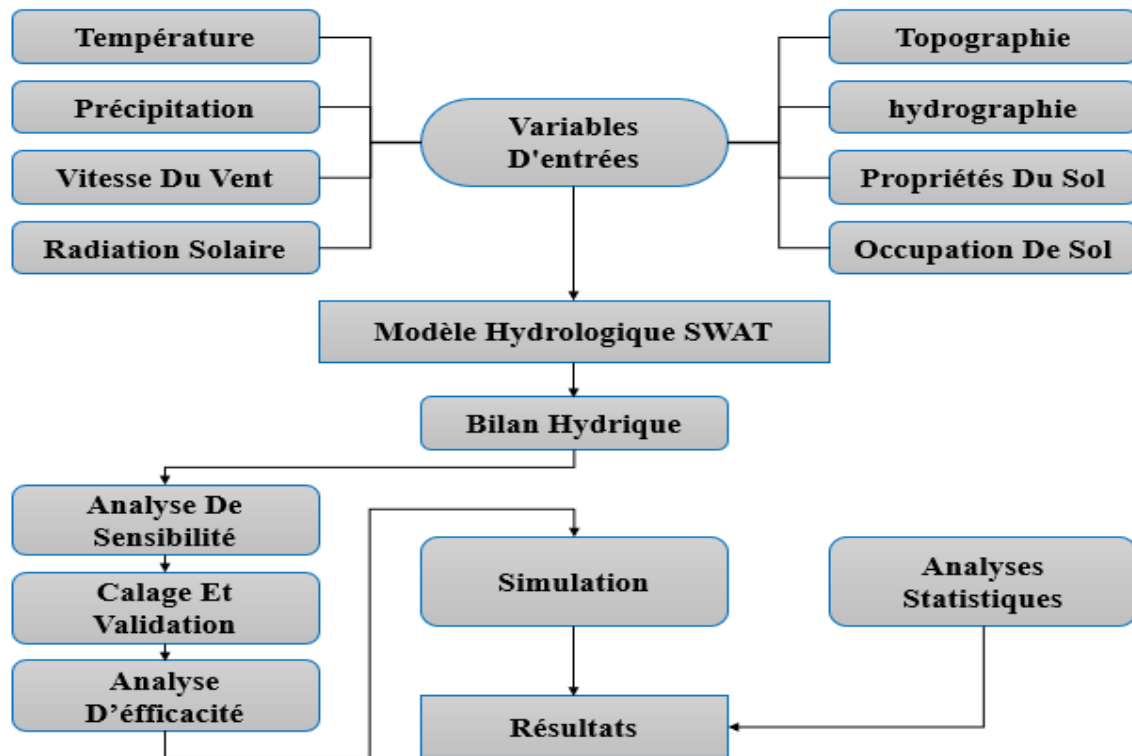 Température
Précipitation
Vitesse Du Vent
Radiation Solaire
Variables
D'entrées
Topographie
hydrographie
Propriétés Du Sol
Occupation De Sol
Modèle Hydrologique SWAT
Bilan Hydrique
Analyse De
Sensibilité
Calage Et
Validation
Analyse
D’éfficacité
Simulation
Analyses
Statistiques
Résultats